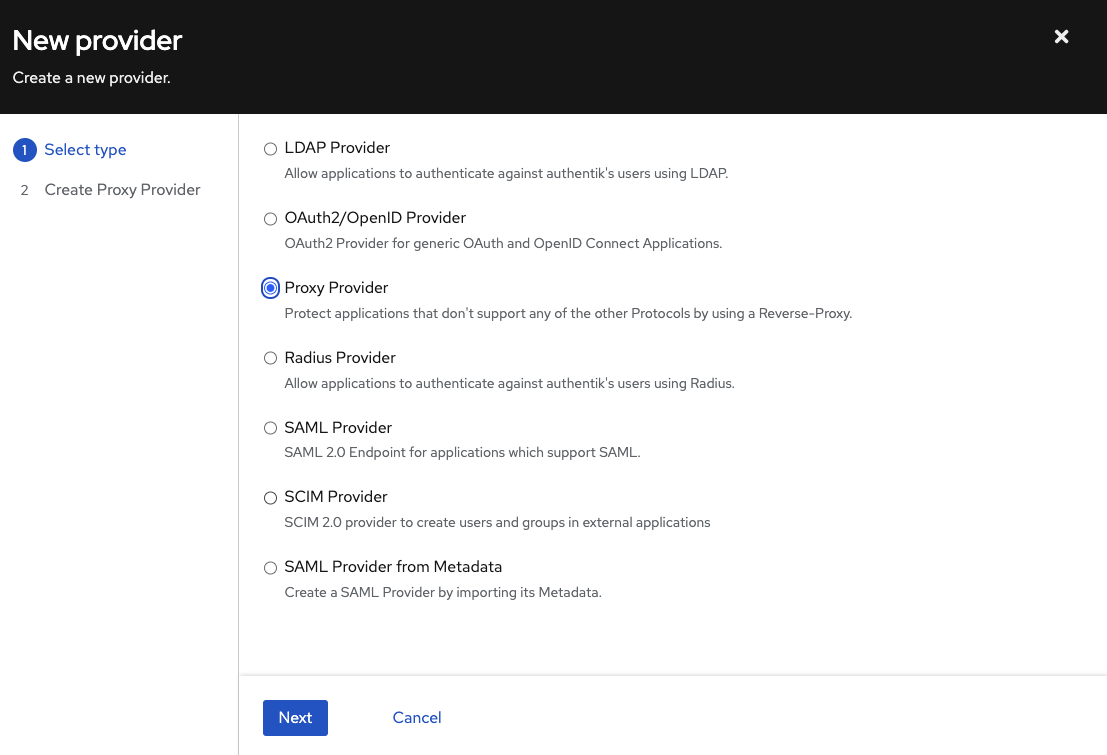 New provider
Create a new provider.
1 Select type
2 Create Proxy Provider
LDAP Provider
Allow applications to authenticate against authentik's users using LDAP.
OAuth2/OpenID Provider
OAuth2 Provider for generic OAuth and OpenID Connect Applications.
Proxy Provider
Protect applications that don't support any of the other Protocols by using a Reverse-Proxy.
Radius Provider
Allow applications to authenticate against authentik's users using Radius.
SAML Provider
SAML 2.0 Endpoint for applications which support SAML.
SCIM Provider
SCIM 2.0 provider to create users and groups in external applications
SAML Provider from Metadata
Create a SAML Provider by importing its Metadata.
Next
Cancel